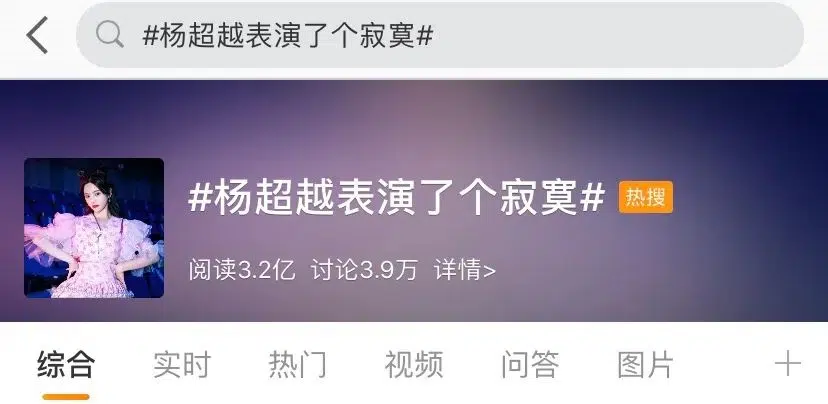 #杨超越表演了个寂寞#
#杨超越表演了个寂寞# 热搜
阅读3.2亿 讨论3.9万 详情>
综合 实时 热门 视频 问答 图片